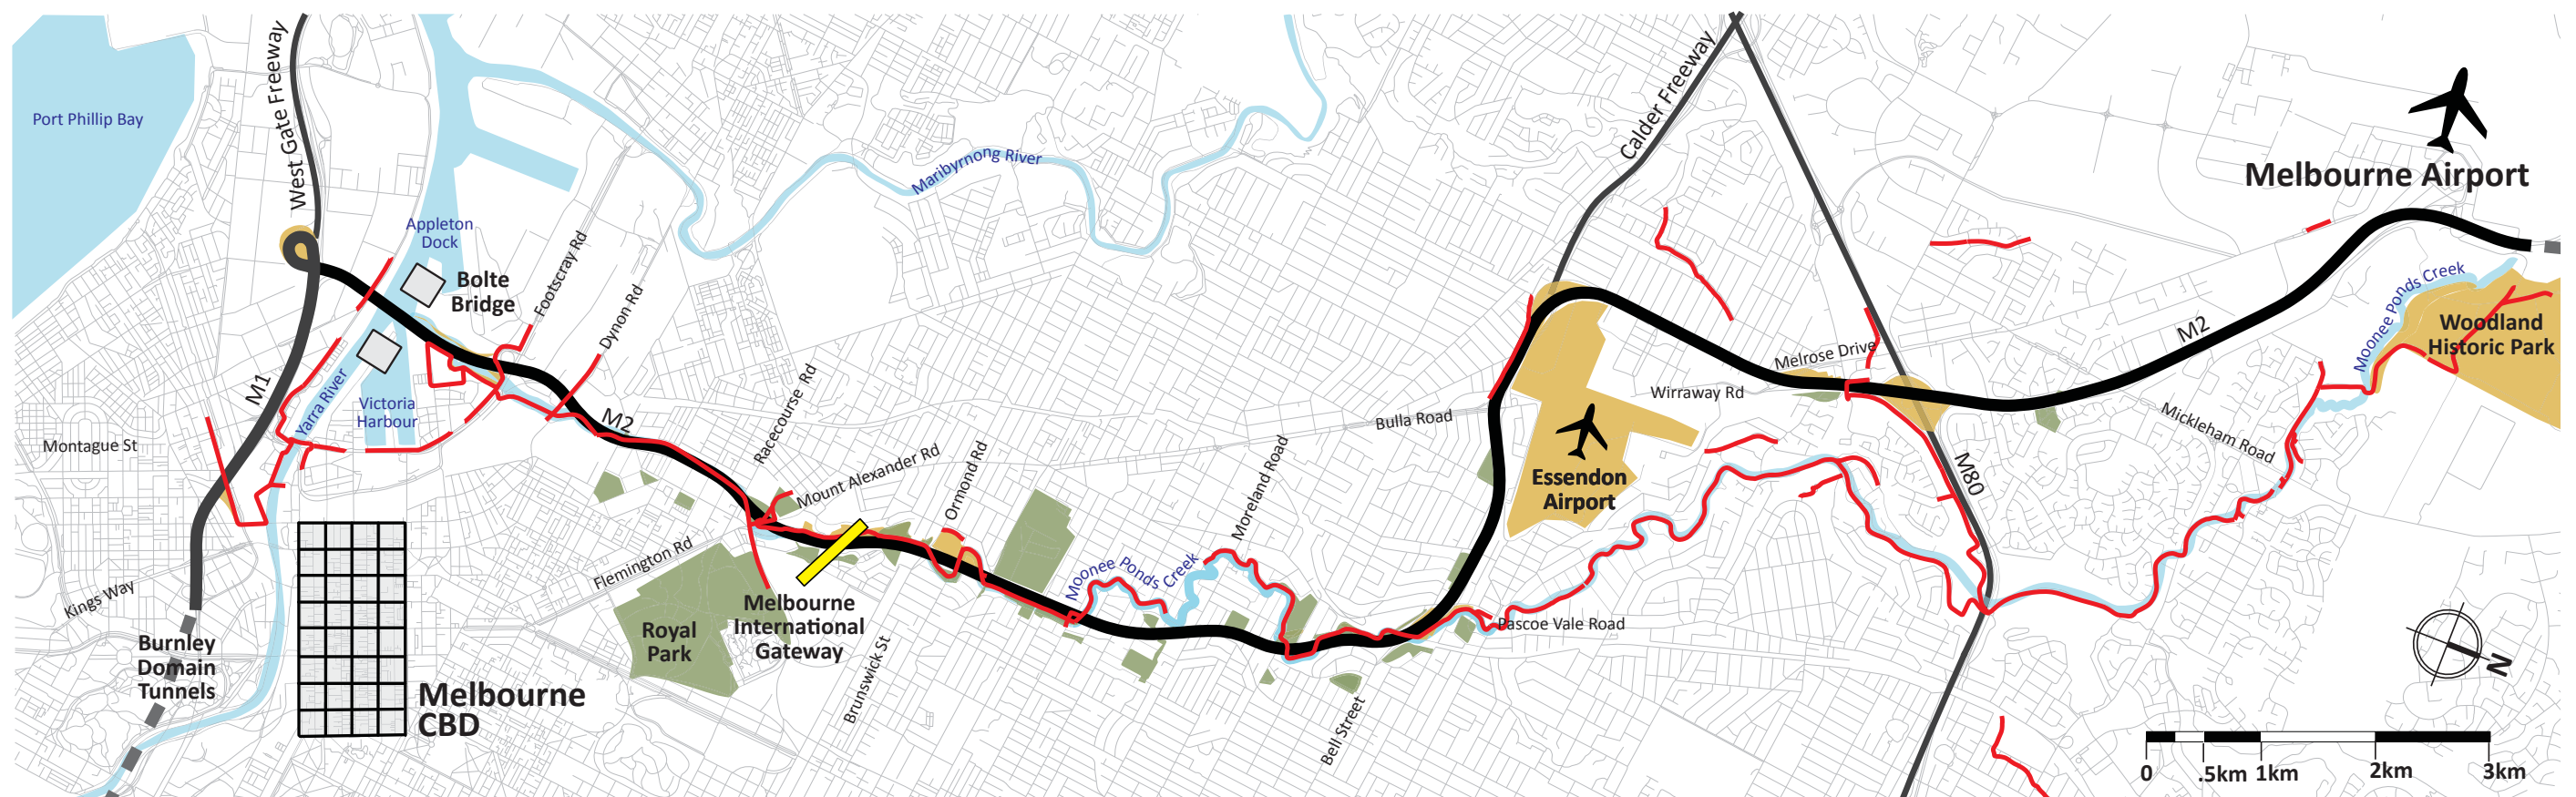 Port Phillip Bay
West Gate Freeway
Appleton
Dock
Bolte
Bridge
Footscray Rd
Dynon Rd
Maribyrnong River
Calder Freeway
Melbourne Airport
Moonee Ponds Creek
Woodland
Historic Park
M2
Melrose Drive
Wirraway Rd
Mickleham Road
M80
Bulla Road
Essendon
Airport
Moreland Road
Ormond Rd
Mount Alexander Rd
Racecourse Rd
M2
Victoria
Harbour
Yarra River
M1
Montague St
Kings Way
Burnley
Domain
Tunnels
Melbourne
CBD
Flemington Rd
Royal
Park
Melbourne
International
Gateway
Brunswick St
Moonee Ponds Creek
Pascoe Vale Road
Bell Street
N
0 .5km 1km 2km 3km